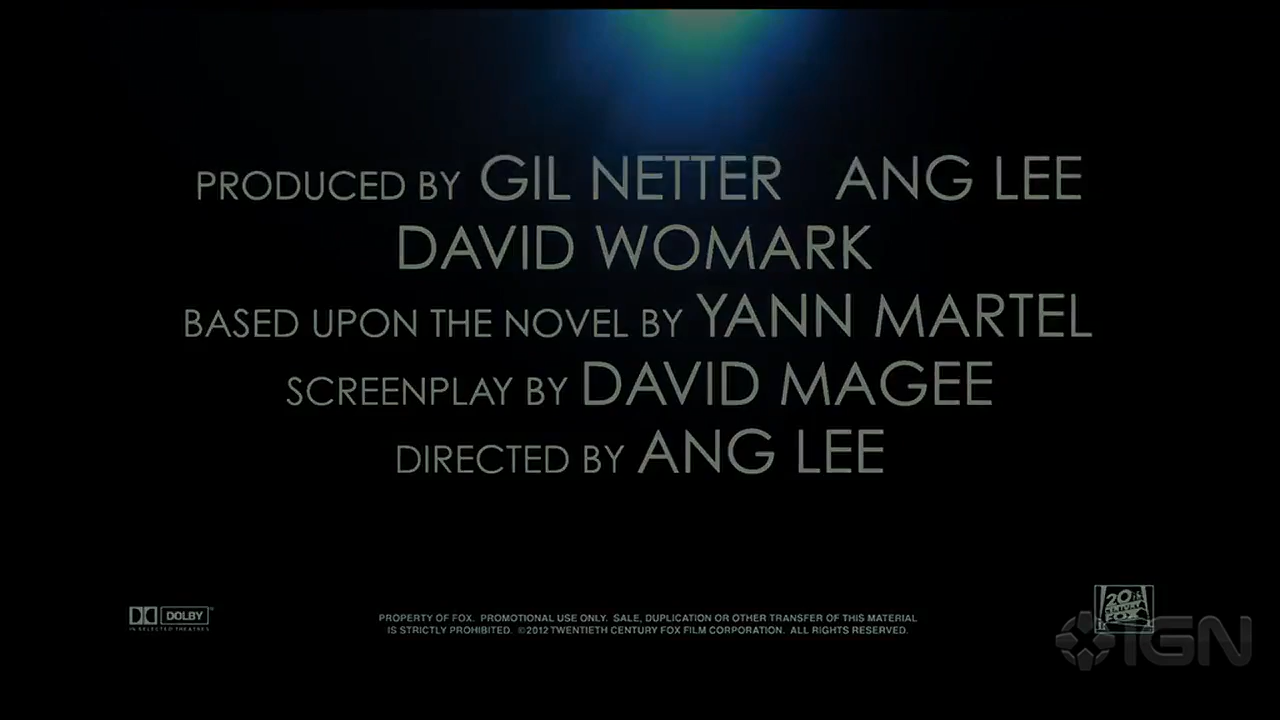 PRODUCED BY GIL NETTER ANG LEE
DAVID WOMARK
BASED UPON THE NOVEL BY YANN MARTEL
SCREENPLAY BY DAVID MAGEE
DIRECTED BY ANG LEE
DOLBY
IN SELECTED THEATRES
PROPERTY OF FOX. PROMOTIONAL USE ONLY. SALE, DUPLICATION OR OTHER TRANSFER OF THIS MATERIAL
IS STRICTLY PROHIBITED. ©2012 TWENTIETH CENTURY FOX FILM CORPORATION. ALL RIGHTS RESERVED.
20th
CENTURY
FOX
IGN